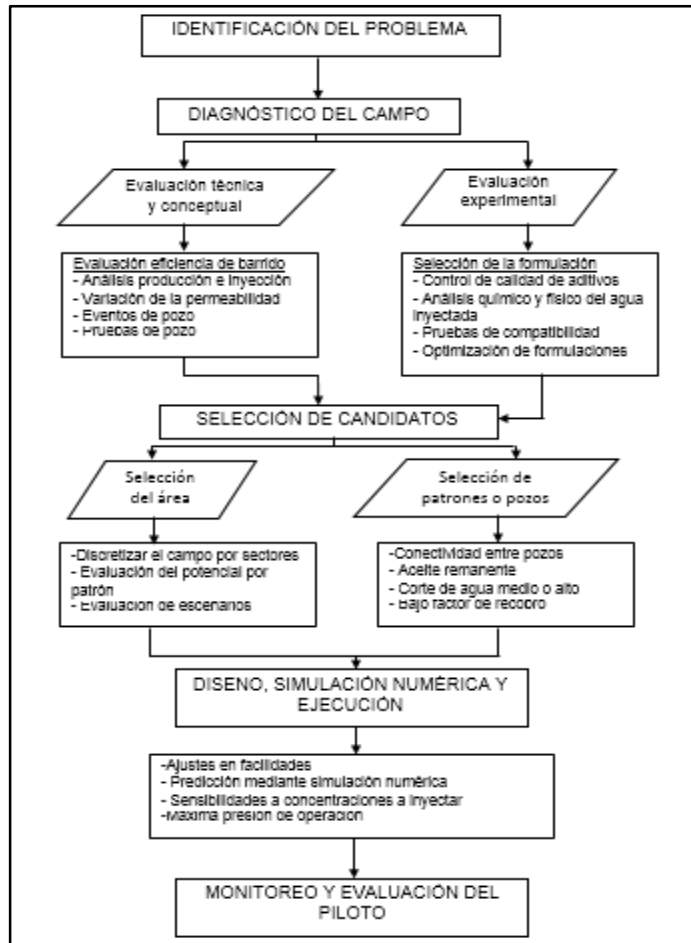 IDENTIFICACIÓN DEL PROBLEMA
DIAGNÓSTICO DEL CAMPO
Evaluación técnica
y conceptual
Evaluación
experimental
Evaluación eficiencia de barrido
- Análisis producción e inyección
- Variación de la permeabilidad
- Eventos de pozo
- Pruebas de pozo
Selección de la formulación
- Control de calidad de aditivos
- Análisis químico y físico del agua
inyectada
- Pruebas de compatibilidad
- Optimización de formulaciones
SELECCIÓN DE CANDIDATOS
Selección
del área
Selección de
patrones o pozos
-Discretizar el campo por sectores
- Evaluación del potencial por
patrón
- Evaluación de escenarios
-Conectividad entre pozos
- Aceite remanente
- Corte de agua medio o alto
- Bajo factor de recobro
DISENO, SIMULACIÓN NUMÉRICA Y
EJECUCIÓN
-Ajustes en facilidades
- Predicción mediante simulación numérica
- Sensibilidades a concentraciones a inyectar
-Máxima presión de operación
MONITOREO Y EVALUACIÓN DEL
PILOTO